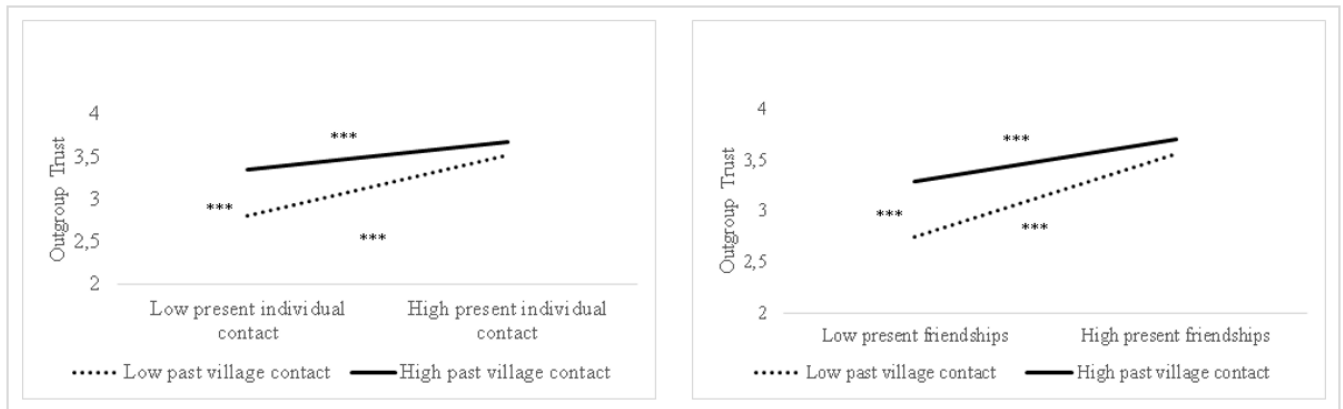 4
***
3,5
3
***
***
2,5
2
Outgroup Trust
Low present individual
contact
High present individual
contact
Low past village contact
High past village contact
4
***
3,5
3
***
***
2,5
2
Outgroup Trust
Low present friendships
High present friendships
Low past village contact
High past village contact